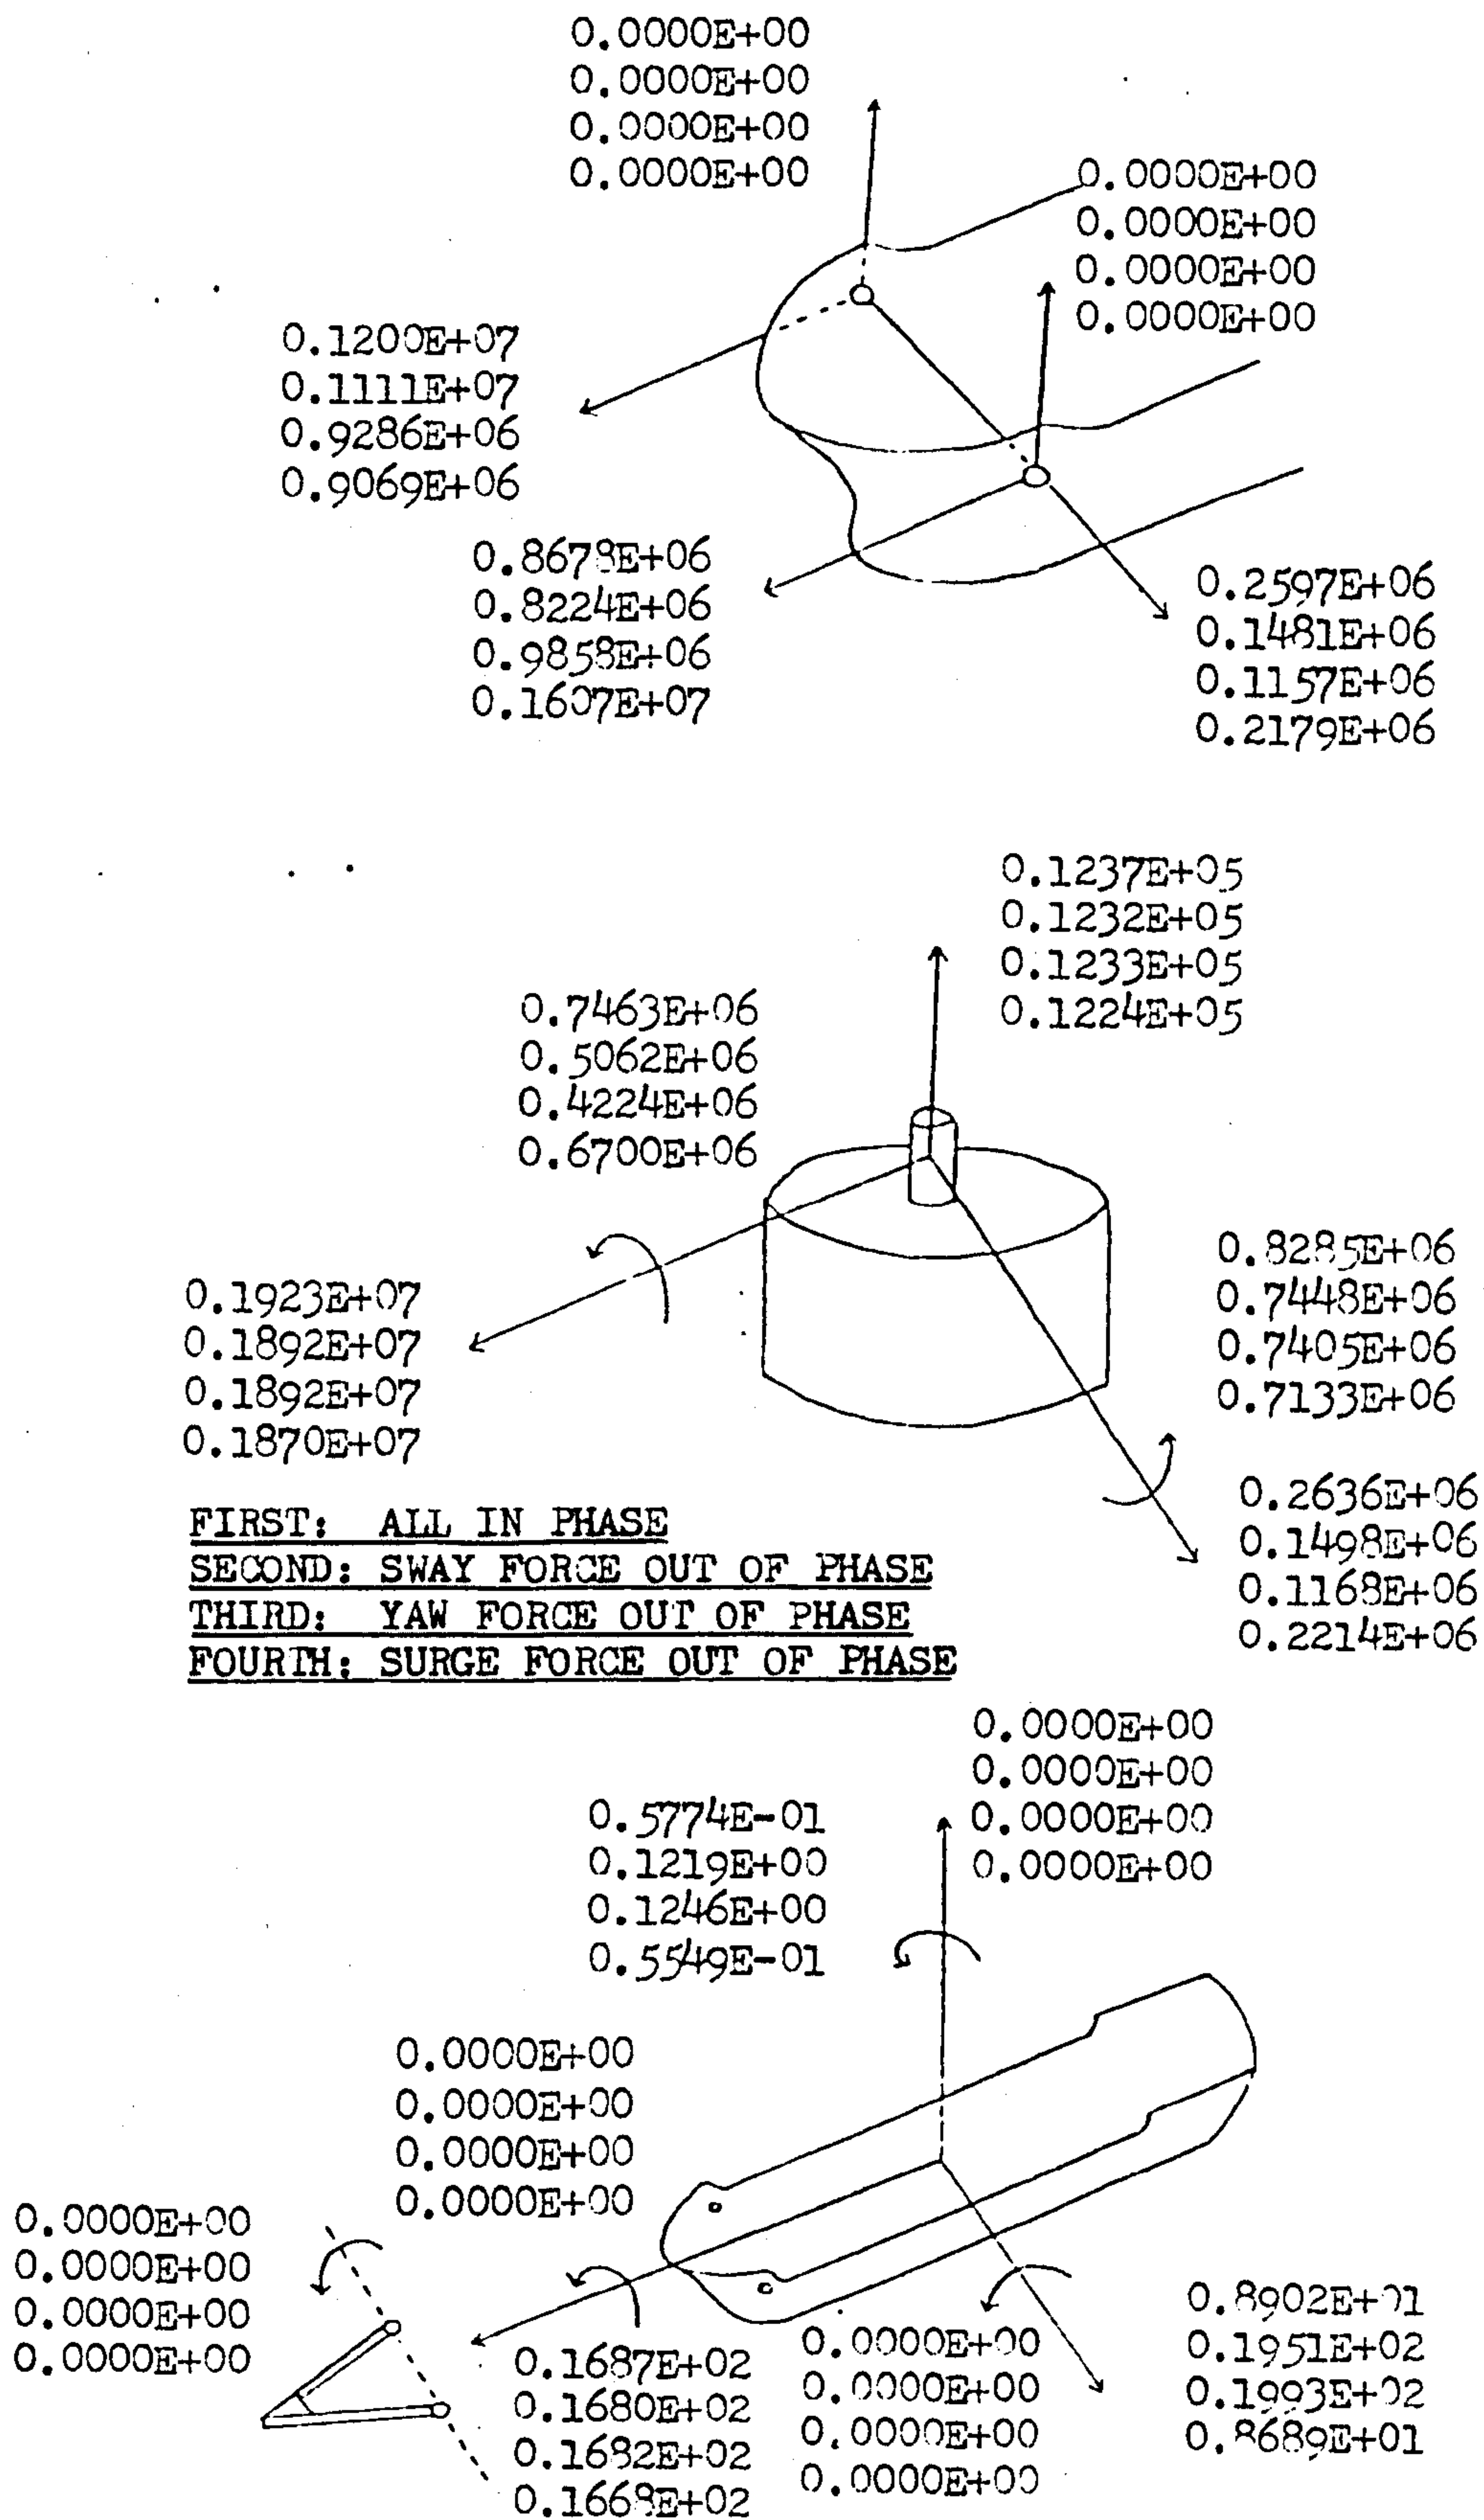 0.0000E+00
0.0000E+00
0.0000E+00
0.0000E+00
0.0000E+00
0.0000E+00
0.0000E+00
0.0000E+00
0.1200E+07
0.1111E+07
0.9286E+06
0.9069E+06
0.8678E+06
0.8224E+06
0.9858E+06
0.1607E+07
0.2597E+06
0.1481E+06
0.1157E+06
0.2179E+06
0.1237E+05
0.1232E+05
0.1233E+05
0.1224E+05
0.7463E+06
0.5062E+06
0.4224E+06
0.6700E+06
0.8285E+06
0.7448E+06
0.7405E+06
0.7133E+06
0.1923E+07
0.1892E+07
0.1892E+07
0.1870E+07
0.2636E+06
0.1498E+06
0.1168E+06
0.2214E+06
FIRST: ALL IN PHASE
SECOND: SWAY FORCE OUT OF PHASE
THIRD: YAW FORCE OUT OF PHASE
FOURTH: SURGE FORCE OUT OF PHASE
0.0000E+00
0.0000E+00
0.0000E+00
0.0000E+00
0.5774E-01
0.1219E+00
0.1246E+00
0.5549E-01
0.0000E+00
0.0000E+00
0.0000E+00
0.0000E+00
0.0000E+00
0.0000E+00
0.0000E+00
0.0000E+00
0.1687E+02
0.1680E+02
0.1682E+02
0.1668E+02
0.0000E+00
0.0000E+00
0.0000E+00
0.0000E+00
0.8902E+01
0.1951E+02
0.1993E+02
0.8689E+01